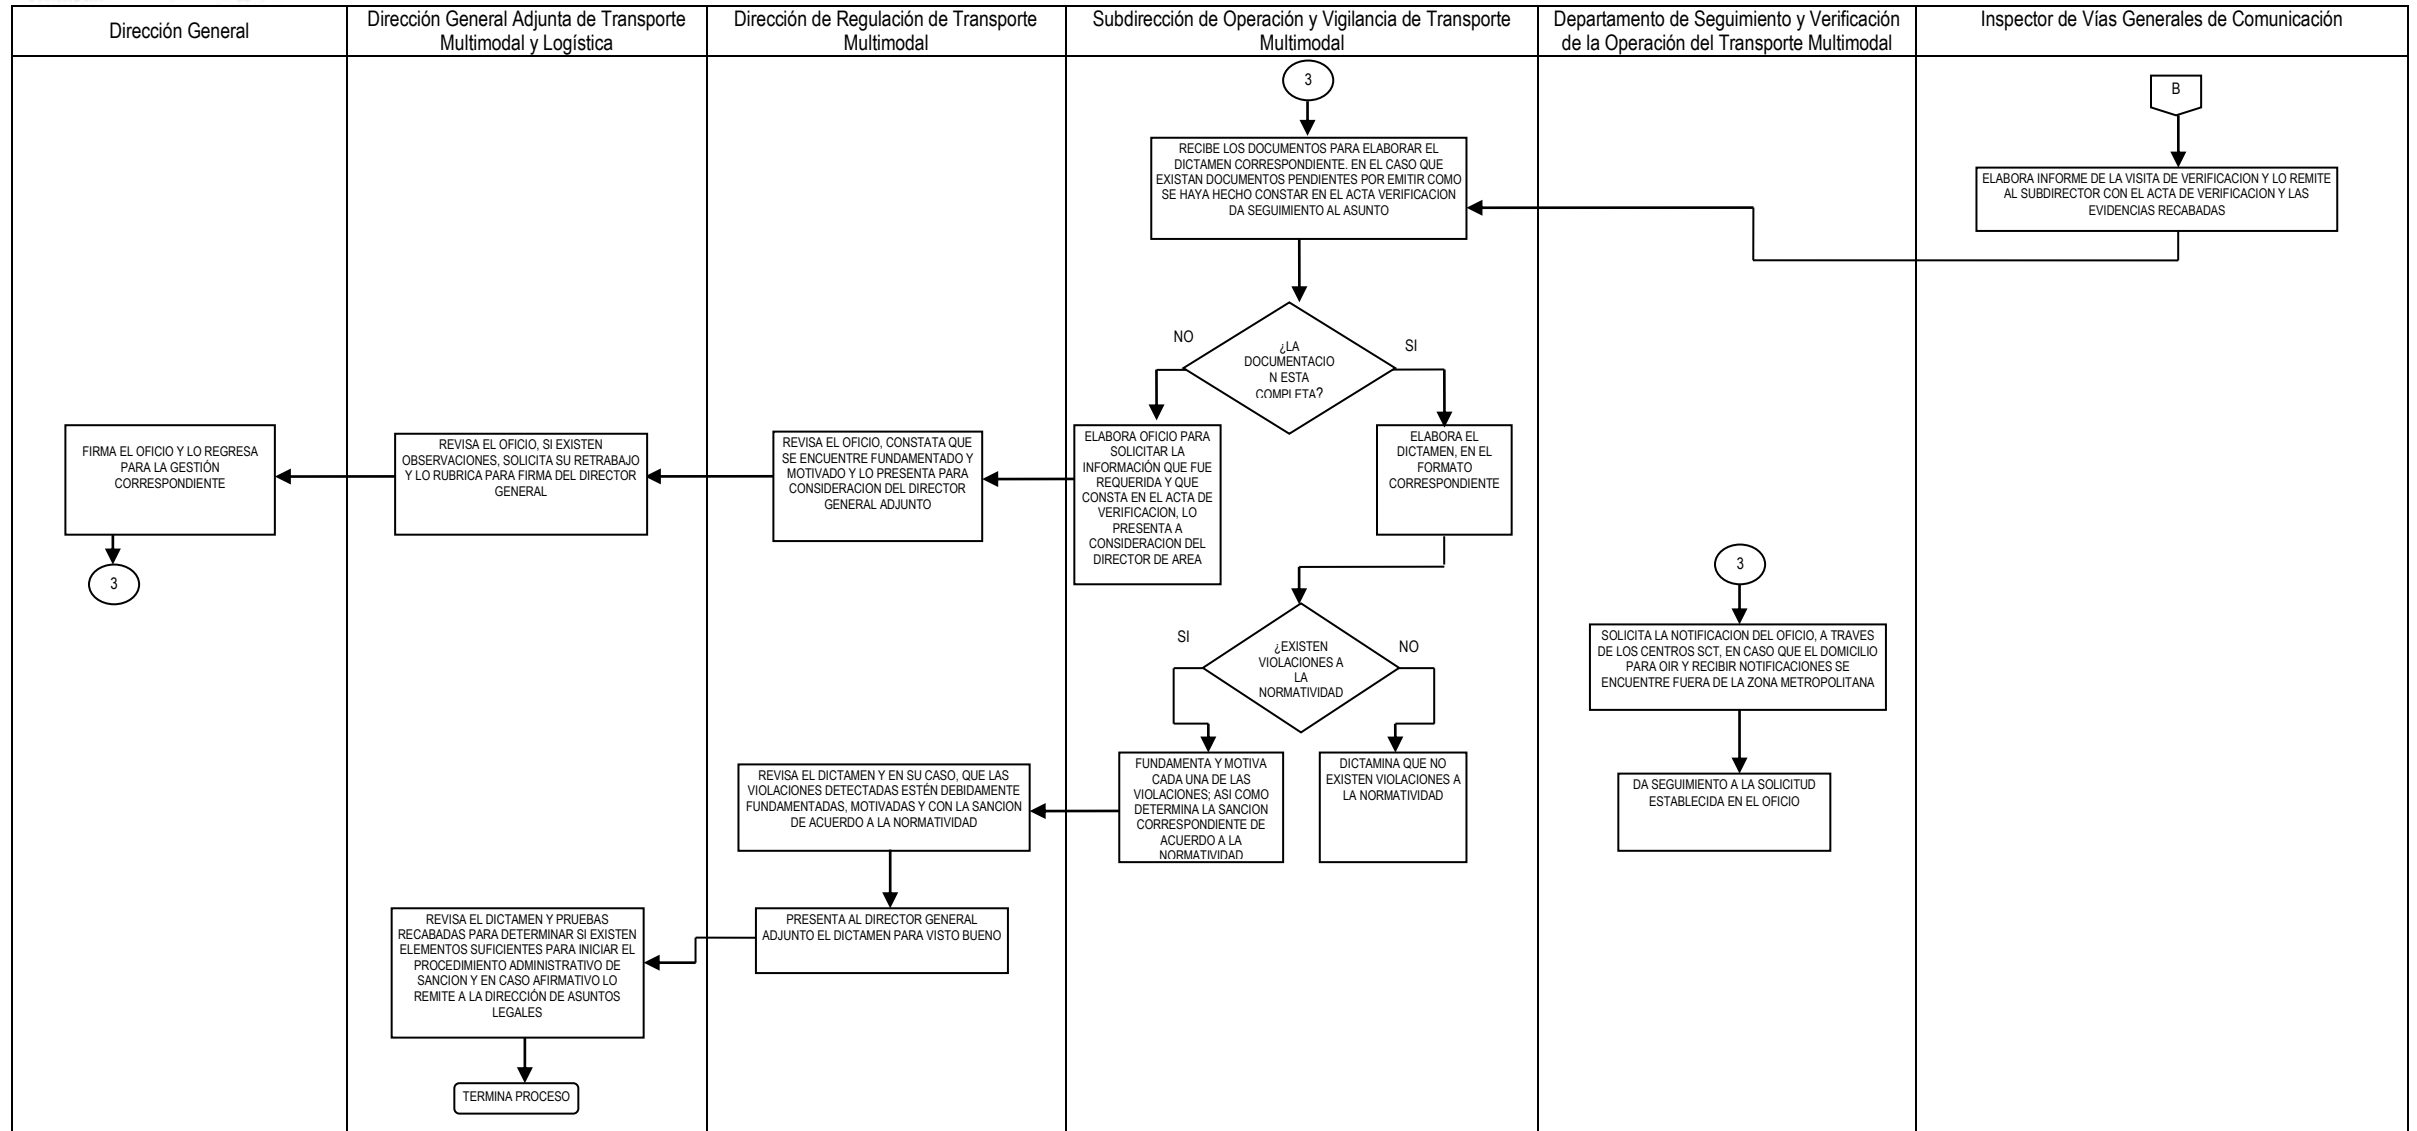 Dirección General
Dirección General Adjunta de Transporte
Multimodal y Logística
Dirección de Regulación de Transporte
Multimodal
Subdirección de Operación y Vigilancia de Transporte
Multimodal
Departamento de Seguimiento y Verificación
de la Operación del Transporte Multimodal
Inspector de Vías Generales de Comunicación
3
B
RECIBE LOS DOCUMENTOS PARA ELABORAR EL
DICTAMEN CORRESPONDIENTE. EN EL CASO QUE
EXISTAN DOCUMENTOS PENDIENTES POR EMITIR COMO
SE HAYA HECHO CONSTAR EN EL ACTA VERIFICACION
DA SEGUIMIENTO AL ASUNTO
ELABORA INFORME DE LA VISITA DE VERIFICACION Y LO REMITE
AL SUBDIRECTOR CON EL ACTA DE VERIFICACION Y LAS
EVIDENCIAS RECABADAS
NO
¿LA
DOCUMENTACIO
N ESTA
COMPLETA?
SI
FIRMA EL OFICIO Y LO REGRESA
PARA LA GESTIÓN
CORRESPONDIENTE
REVISA EL OFICIO, SI EXISTEN
OBSERVACIONES, SOLICITA SU RETRABAJO
Y LO RUBRICA PARA FIRMA DEL DIRECTOR
GENERAL
REVISA EL OFICIO, CONSTATA QUE
SE ENCUENTRE FUNDAMENTADO Y
MOTIVADO Y LO PRESENTA PARA
CONSIDERACION DEL DIRECTOR
GENERAL ADJUNTO
ELABORA OFICIO PARA
SOLICITAR LA
INFORMACIÓN QUE FUE
REQUERIDA Y QUE
CONSTA EN EL ACTA DE
VERIFICACION, LO
PRESENTA A
CONSIDERACION DEL
DIRECTOR DE AREA
ELABORA EL
DICTAMEN, EN EL
FORMATO
CORRESPONDIENTE
3
3
SI
¿EXISTEN
VIOLACIONES A
LA
NORMATIVIDAD
NO
SOLICITA LA NOTIFICACION DEL OFICIO, A TRAVES
DE LOS CENTROS SCT, EN CASO QUE EL DOMICILIO
PARA OIR Y RECIBIR NOTIFICACIONES SE
ENCUENTRE FUERA DE LA ZONA METROPOLITANA
REVISA EL DICTAMEN Y EN SU CASO, QUE LAS
VIOLACIONES DETECTADAS ESTÉN DEBIDAMENTE
FUNDAMENTADAS, MOTIVADAS Y CON LA SANCION
DE ACUERDO A LA NORMATIVIDAD
FUNDAMENTA Y MOTIVA
CADA UNA DE LAS
VIOLACIONES; ASI COMO
DETERMINA LA SANCION
CORRESPONDIENTE DE
ACUERDO A LA
NORMATIVIDAD
DICTAMINA QUE NO
EXISTEN VIOLACIONES A
LA NORMATIVIDAD
DA SEGUIMIENTO A LA SOLICITUD
ESTABLECIDA EN EL OFICIO
REVISA EL DICTAMEN Y PRUEBAS
RECABADAS PARA DETERMINAR SI EXISTEN
ELEMENTOS SUFICIENTES PARA INICIAR EL
PROCEDIMIENTO ADMINISTRATIVO DE
SANCION Y EN CASO AFIRMATIVO LO
REMITE A LA DIRECCIÓN DE ASUNTOS
LEGALES
PRESENTA AL DIRECTOR GENERAL
ADJUNTO EL DICTAMEN PARA VISTO BUENO
TERMINA PROCESO